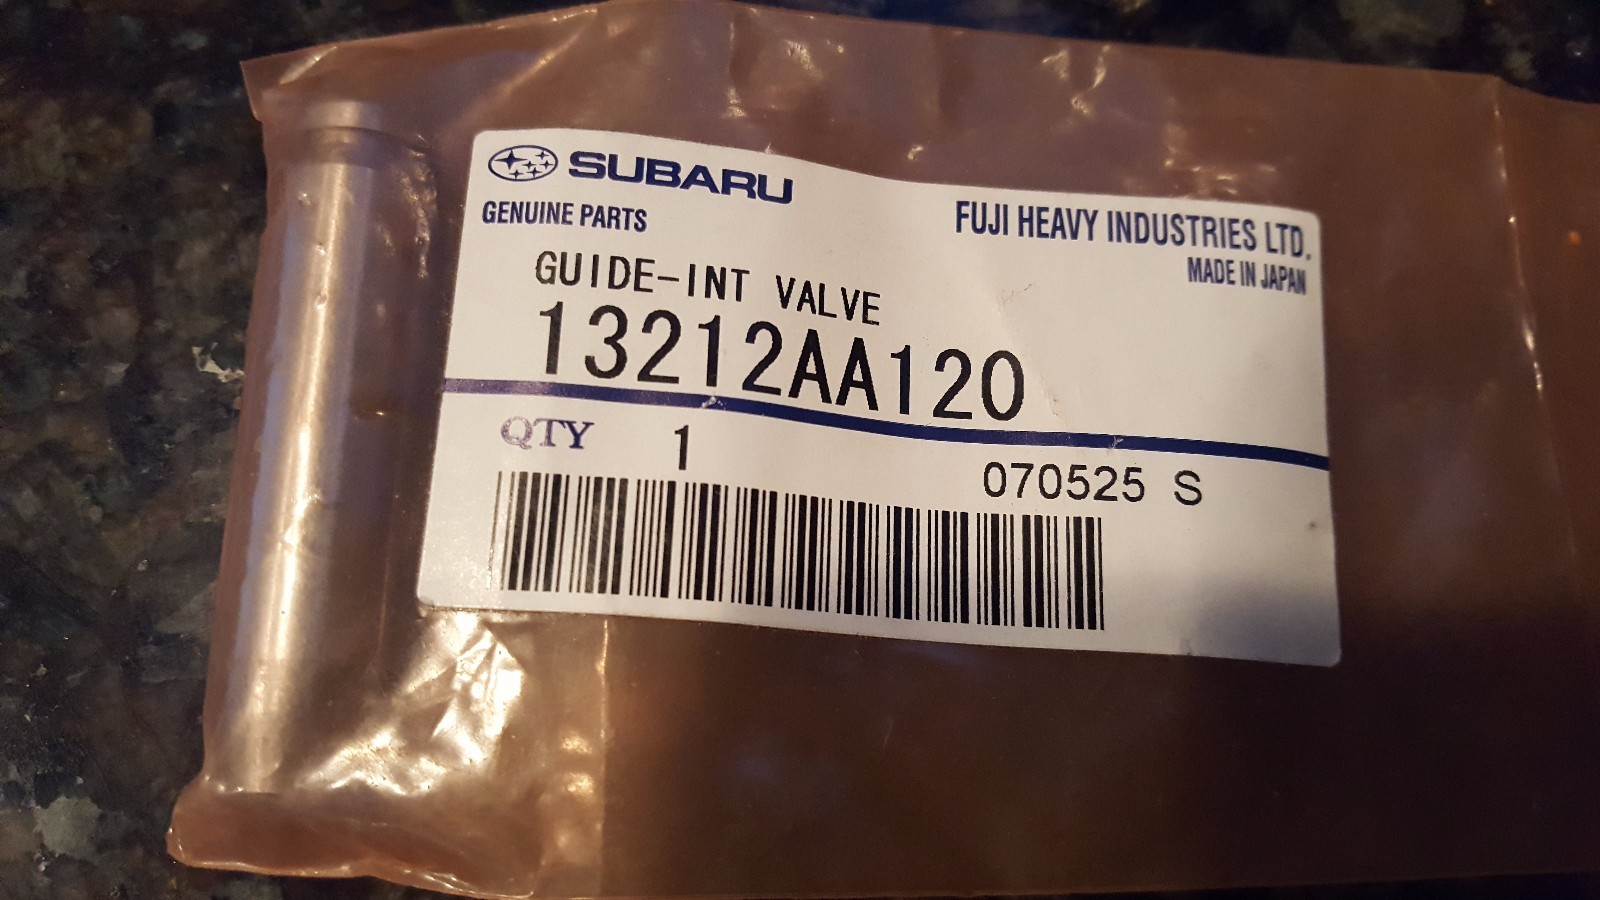 SUBARU
GENUINE PARTS
FUJI HEAVY INDUSTRIES LTD.
MADE IN JAPAN
GUIDE-INT VALVE
13212AA120
QTY 1
070525 S